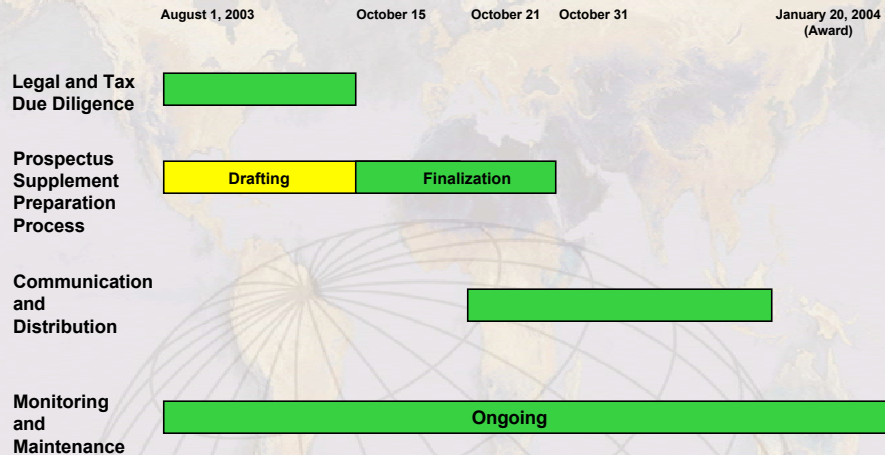 August 1, 2003
October 15
October 21
October 31
January 20, 2004
(Award)
Legal and Tax
Due Diligence
Prospectus
Supplement
Preparation
Process
Drafting
Finalization
Communication
and
Distribution
Monitoring
and
Maintenance
Ongoing